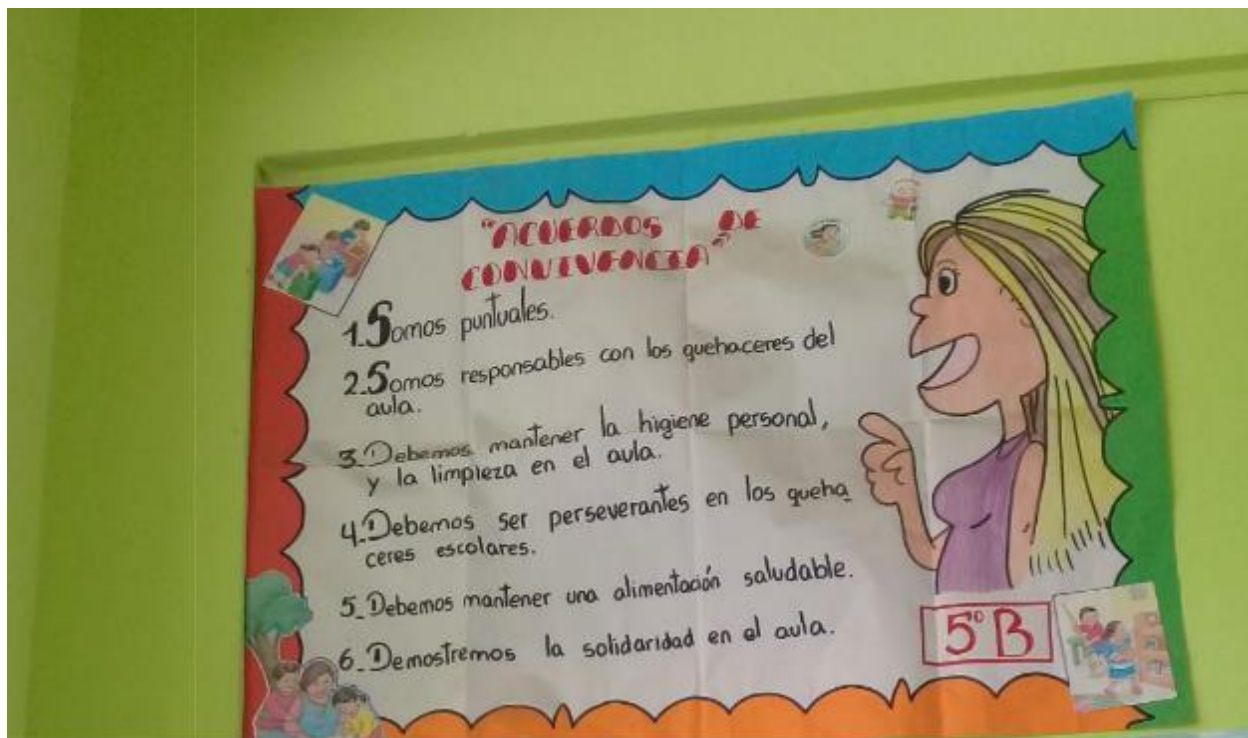 "ACUERDOS DE
CONVIVENCIA"
1. Somos puntuales.
2. Somos responsables con los quehaceres del
aula.
3. Debemos mantener la higiene personal,
y la limpieza en el aula.
4. Debemos ser perseverantes en los queha
ceres escolares.
5. Debemos mantener una alimentación saludable.
6. Demostremos la solidaridad en el aula.
5° B